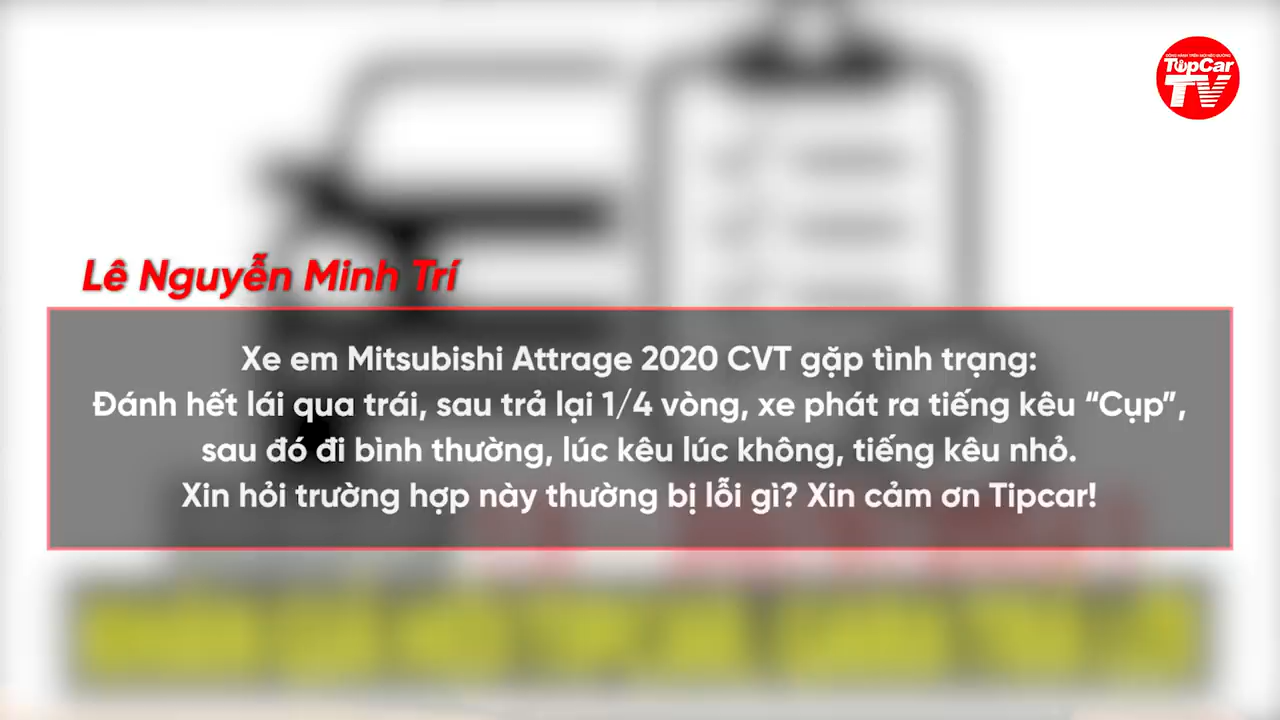 TipCar
TV
Lê Nguyễn Minh Trí
Xe em Mitsubishi Attrage 2020 CVT gặp tình trạng:
Đánh hết lái qua trái, sau trả lại 1/4 vòng, xe phát ra tiếng kêu “Cụp”,
sau đó đi bình thường, lúc kêu lúc không, tiếng kêu nhỏ.
Xin hỏi trường hợp này thường bị lỗi gì? Xin cảm ơn Tipcar!